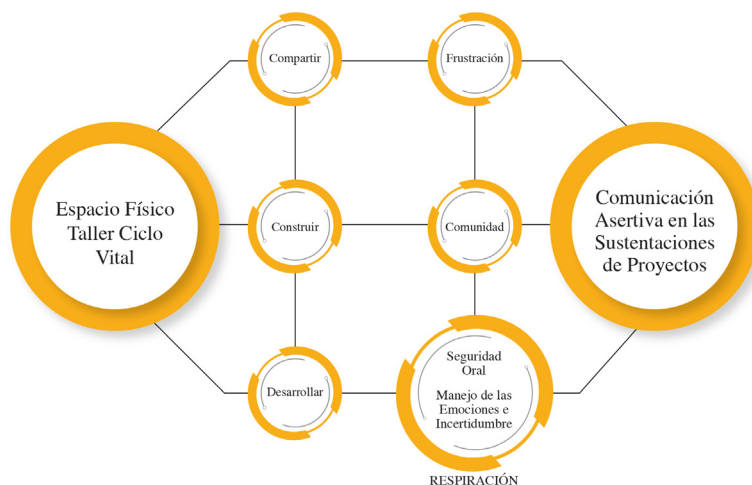 Compartir
Frustración
Espacio Físico
Taller Ciclo
Vital
Construir
Comunidad
Comunicación
Asertiva en las
Sustentaciones
de Proyectos
Desarrollar
Seguridad
Oral
Manejo de las
Emociones e
Incertidumbre
RESPIRACIÓN